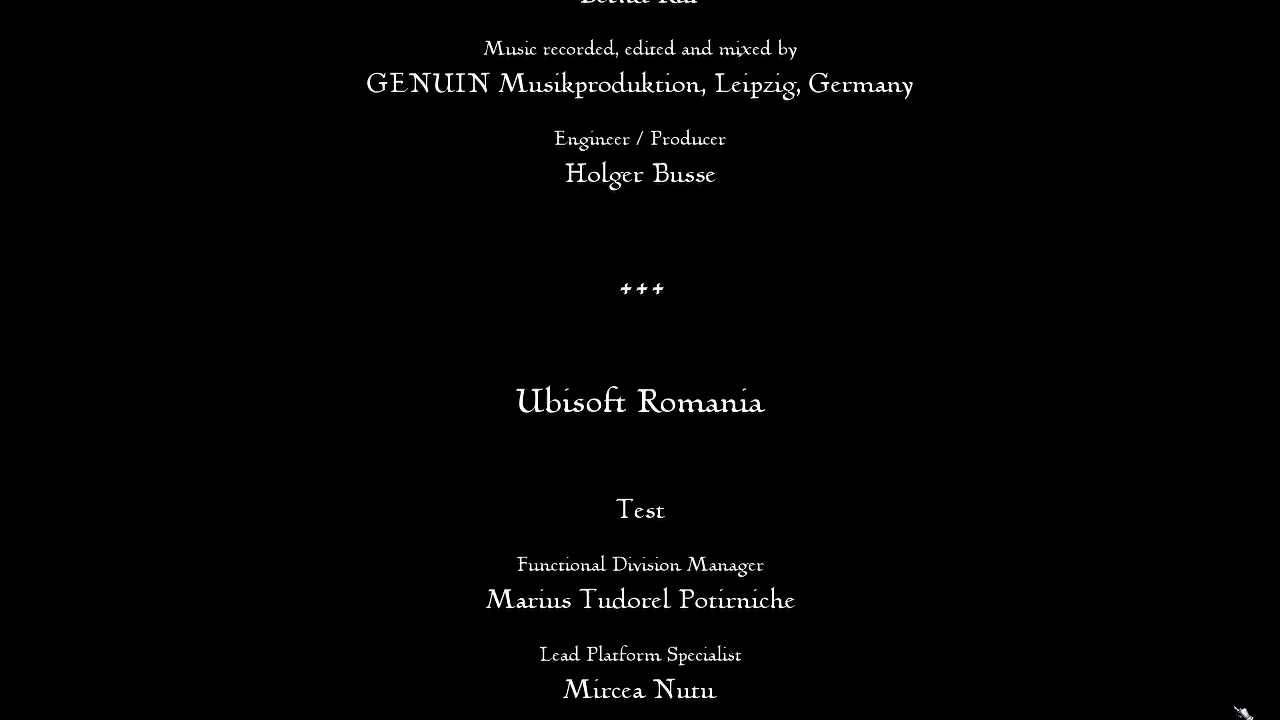 Music recorded, edited and mixed by
GENUIN Musikproduktion, Leipzig, Germany
Engineer / Producer
Holger Busse
+++
Ubisoft Romania
Test
Functional Division Manager
Marius Tudorel Potirniche
Lead Platform Specialist
Mircea Nutu